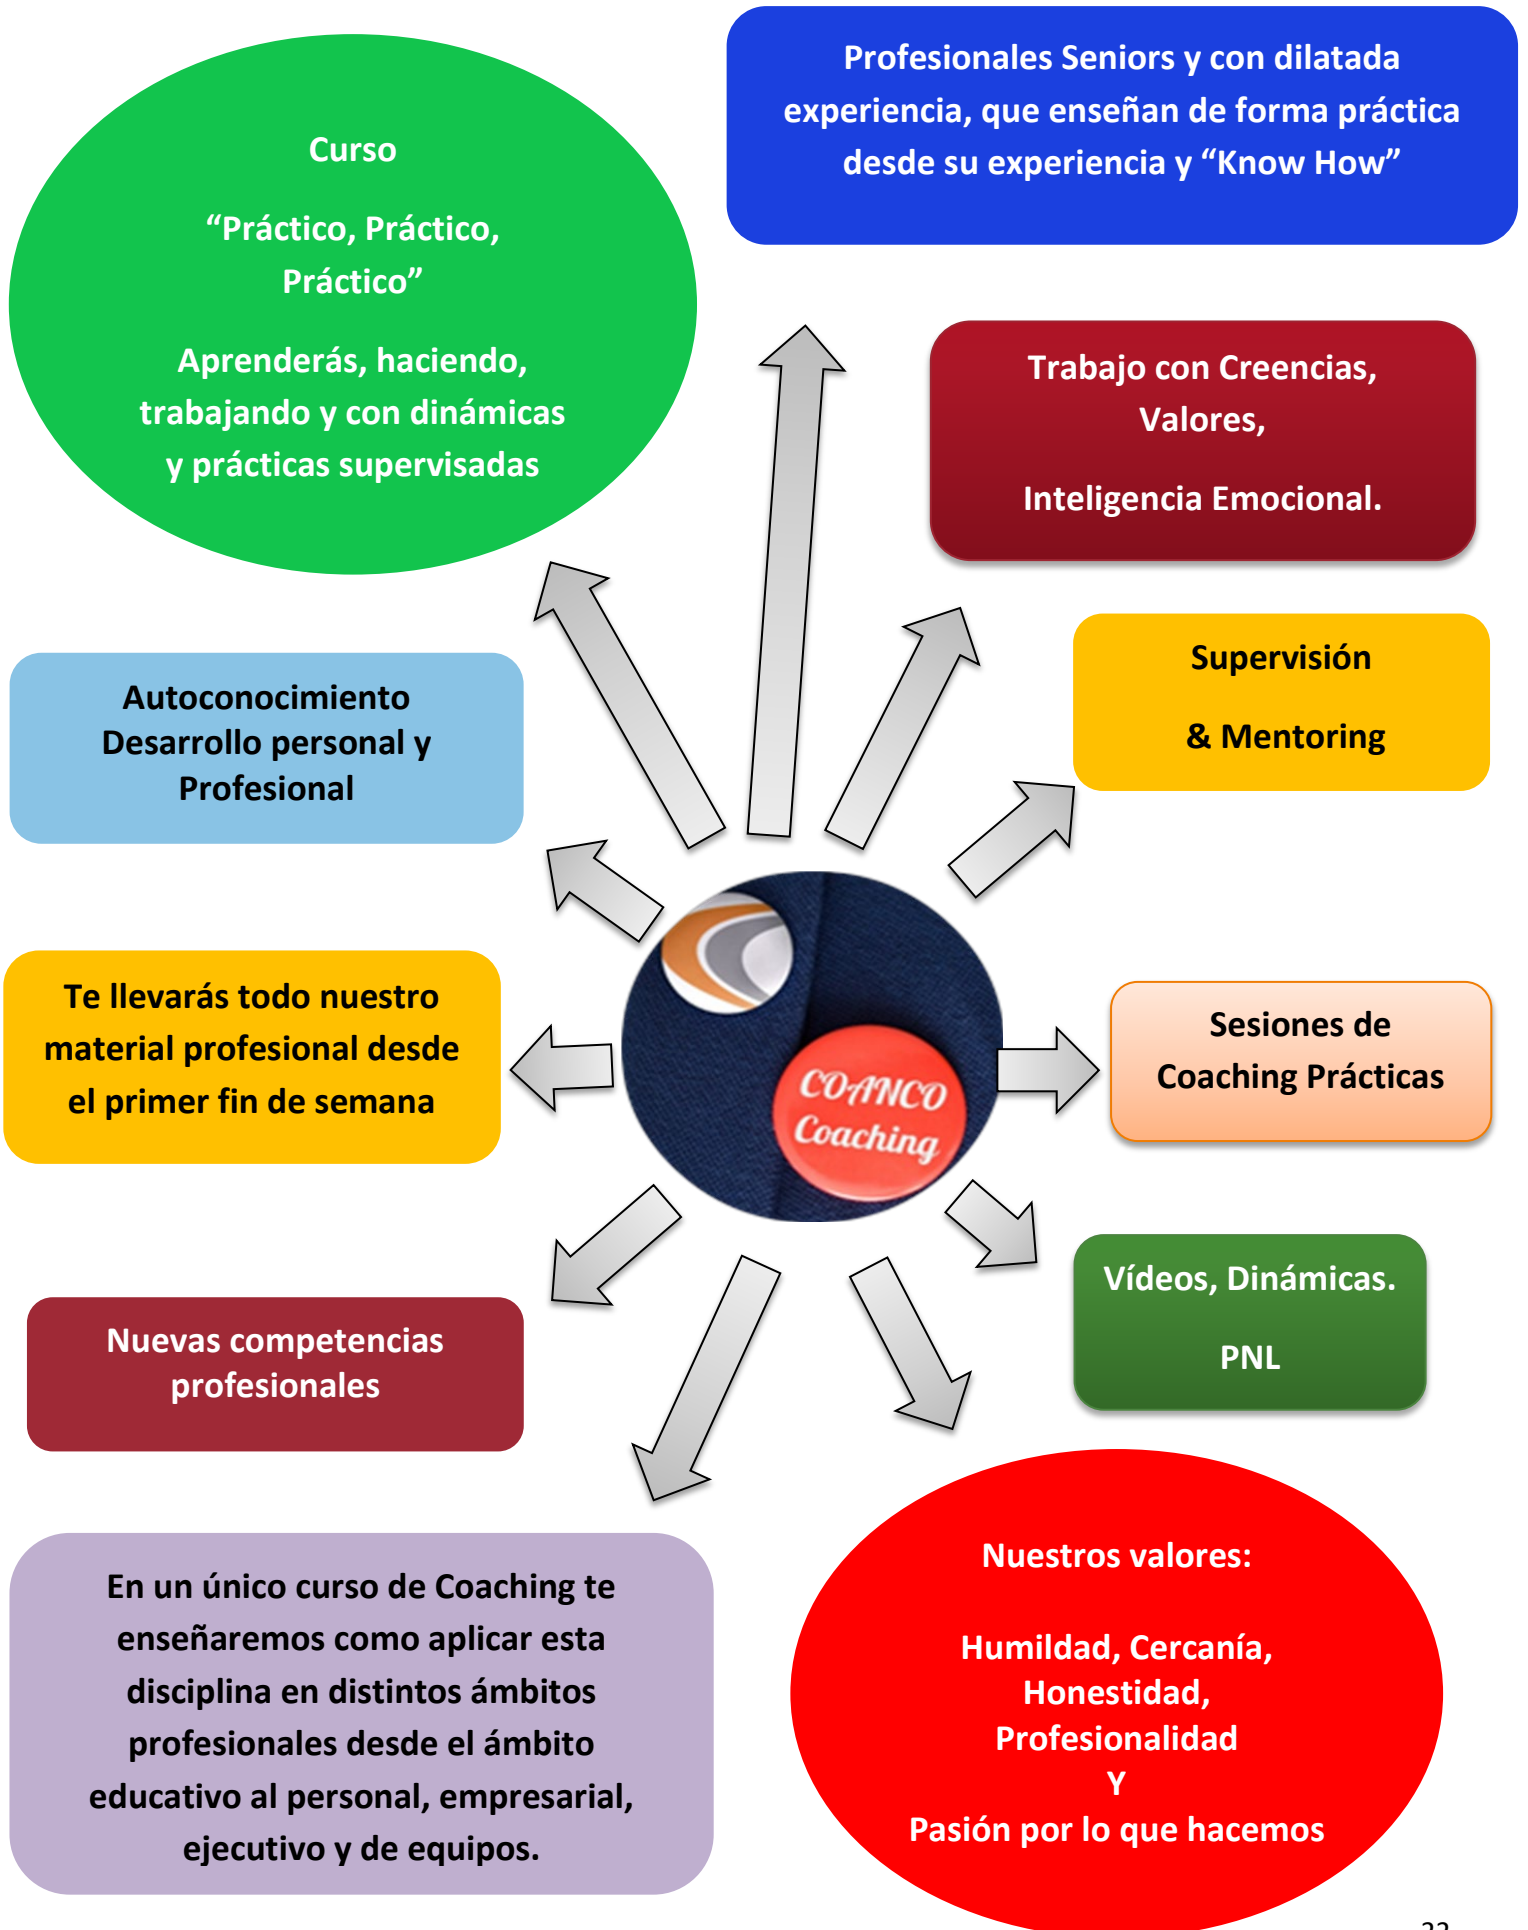 Curso
“Práctico, Práctico,
Práctico”
Aprenderás, haciendo,
trabajando y con dinámicas
y prácticas supervisadas
Profesionales Seniors y con dilatada
experiencia, que enseñan de forma práctica
desde su experiencia y “Know How”
Trabajo con Creencias,
Valores,
Inteligencia Emocional.
Autoconocimiento
Desarrollo personal y
Profesional
Supervisión
& Mentoring
Te llevarás todo nuestro
material profesional desde
el primer fin de semana
COANCO
Coaching
Sesiones de
Coaching Prácticas
Nuevas competencias
profesionales
Vídeos, Dinámicas.
PNL
En un único curso de Coaching te
enseñaremos como aplicar esta
disciplina en distintos ámbitos
profesionales desde el ámbito
educativo al personal, empresarial,
ejecutivo y de equipos.
Nuestros valores:
Humildad, Cercanía,
Honestidad,
Profesionalidad
Y
Pasión por lo que hacemos